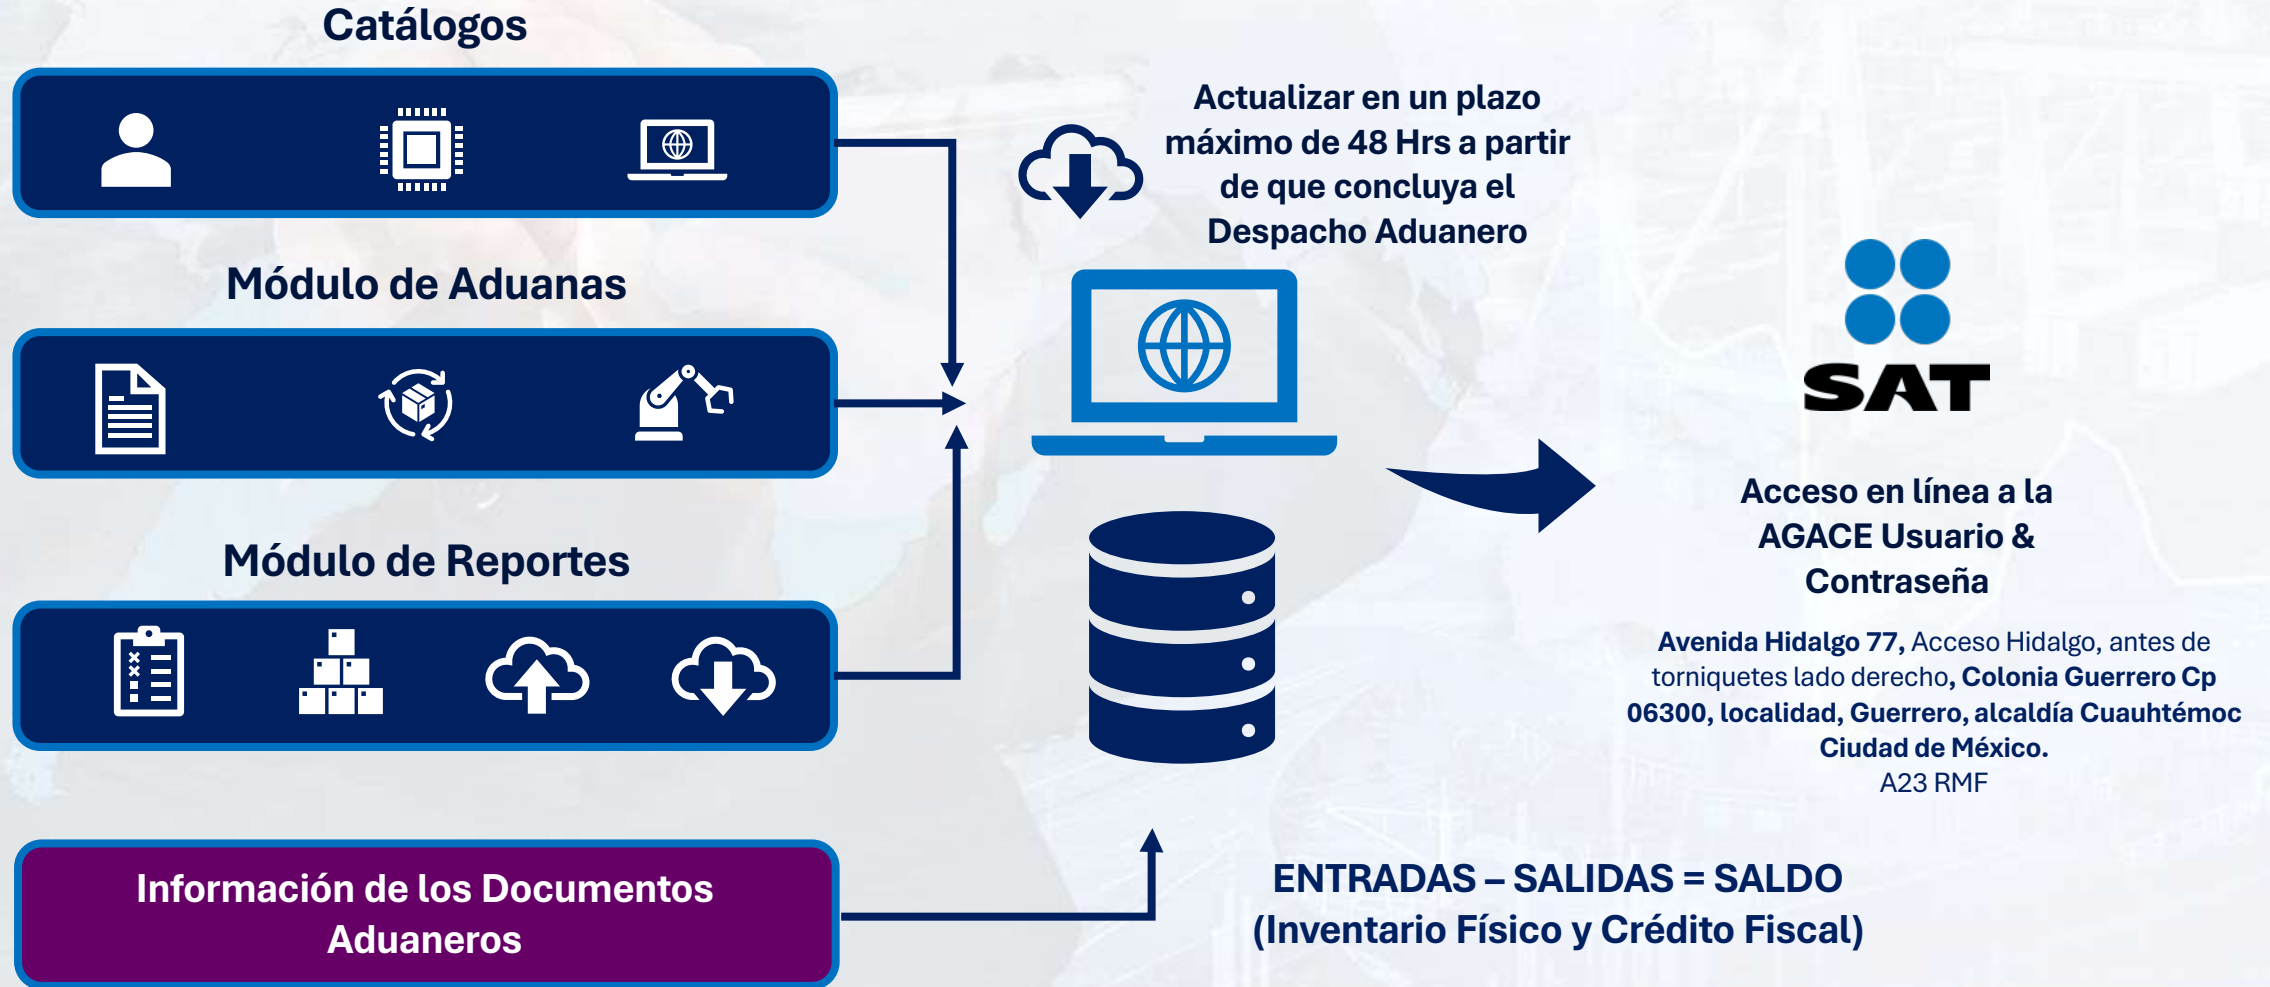 Catálogos
Módulo de Aduanas
Módulo de Reportes
Información de los Documentos
Aduaneros
Actualizar en un plazo
máximo de 48 Hrs a partir
de que concluya el
Despacho Aduanero
ENTRADAS – SALIDAS = SALDO
(Inventario Físico y Crédito Fiscal)
SAT
Acceso en línea a la
AGACE Usuario &
Contraseña
Avenida Hidalgo 77, Acceso Hidalgo, antes de
torniquetes lado derecho, Colonia Guerrero Cp
06300, localidad, Guerrero, alcaldía Cuauhtémoc
Ciudad de México.
A23 RMF